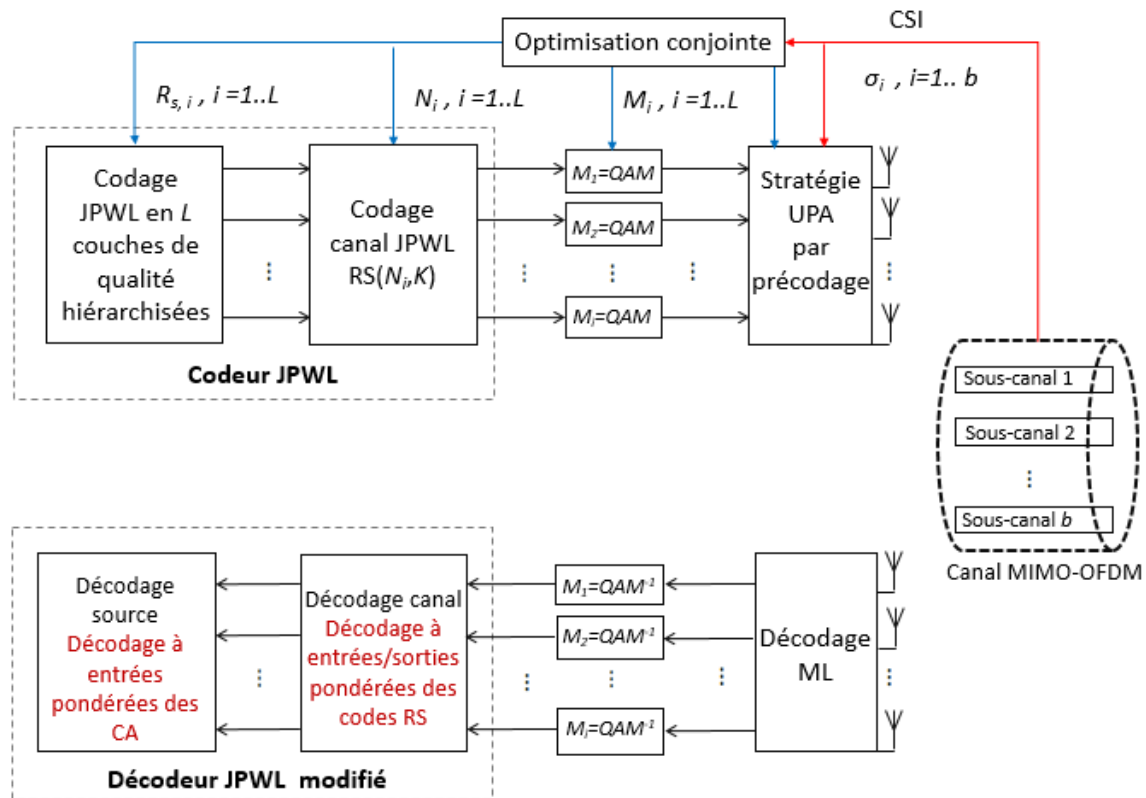 CSI
Optimisation conjointe
R_{s, i} , i =1..L
N_i , i =1..L
M_i , i =1..L
σ_i , i=1.. b
Codage
JPWL en L
couches de
qualité
hiérarchisées
Codage
canal JPWL
RS(N_i,K)
M_1=QAM
M_2=QAM
M_i=QAM
Stratégie
UPA
par
précodage
Codeur JPWL
Sous-canal 1
Sous-canal 2
Sous-canal b
Canal MIMO-OFDM
Décodage
source
Décodage à
entrées
pondérées des
CA
Décodage canal
Décodage à
entrées/sorties
pondérées des
codes RS
M_1=QAM^{-1}
M_2=QAM^{-1}
M_i=QAM^{-1}
Décodage
ML
Décodeur JPWL modifié